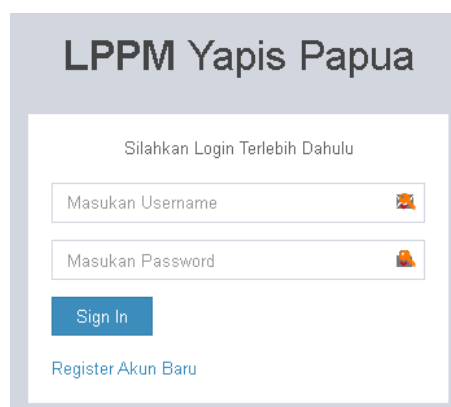 LPPM Yapis Papua
Silahkan Login Terlebih Dahulu
Masukan Username
Masukan Password
Sign In
Register Akun Baru